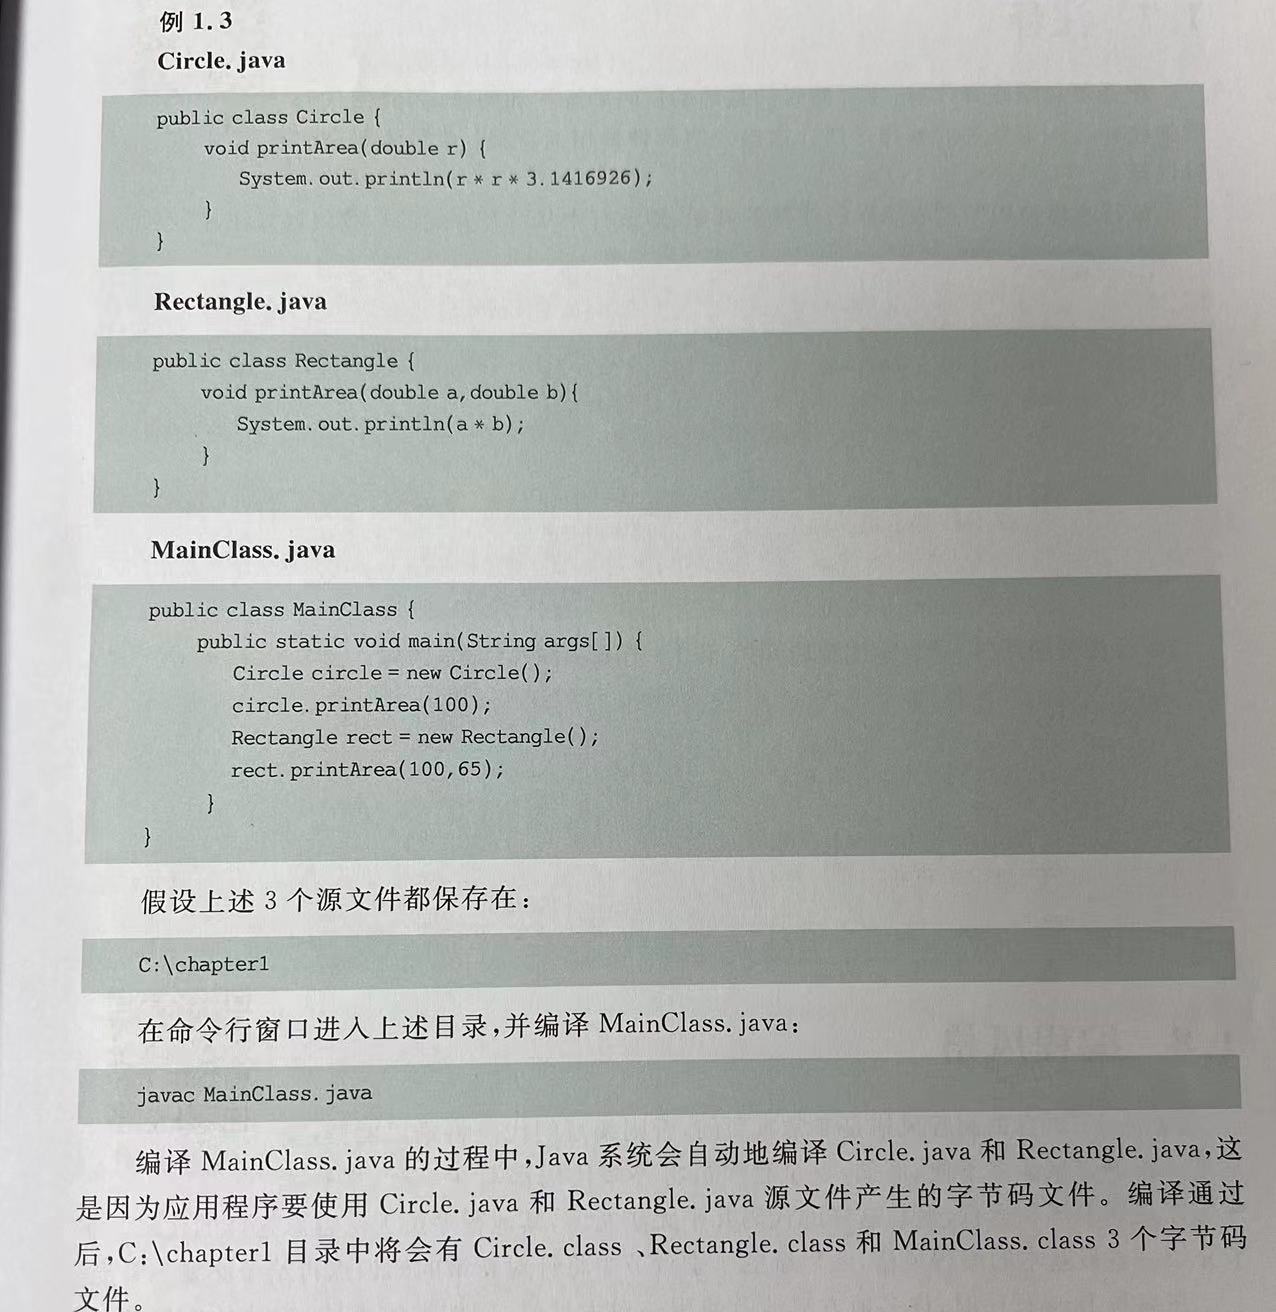 例 1.3
Circle.java
public class Circle {
    void printArea(double r) {
        System.out.println(r * r * 3.1416926);
    }
}
Rectangle.java
public class Rectangle {
    void printArea(double a,double b){
        System.out.println(a * b);
    }
}
MainClass.java
public class MainClass {
    public static void main(String args[]) {
        Circle circle = new Circle();
        circle.printArea(100);
        Rectangle rect = new Rectangle();
        rect.printArea(100,65);
    }
}
假设上述 3 个源文件都保存在：
C:\chapter1
在命令行窗口进入上述目录，并编译 MainClass.java：
javac MainClass.java
编译 MainClass.java 的过程中，Java 系统会自动地编译 Circle.java 和 Rectangle.java，这
是因为应用程序要使用 Circle.java 和 Rectangle.java 源文件产生的字节码文件。编译通过
后，C:\chapter1 目录中将会有 Circle.class、Rectangle.class 和 MainClass.class 3 个字节码
文件。